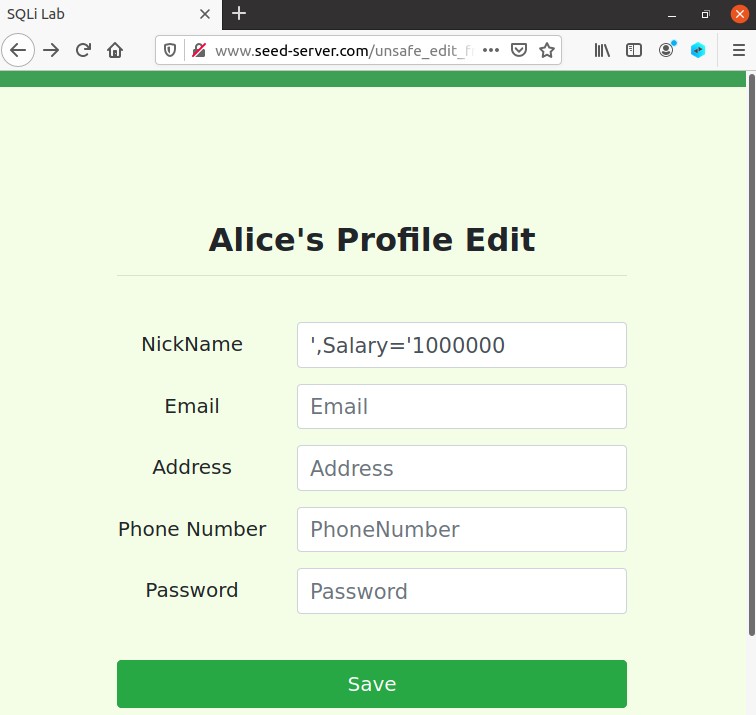 SQLi Lab
www.seed-server.com/unsafe_edit_f
Alice's Profile Edit
NickName
',Salary='1000000
Email
Email
Address
Address
Phone Number
PhoneNumber
Password
Password
Save